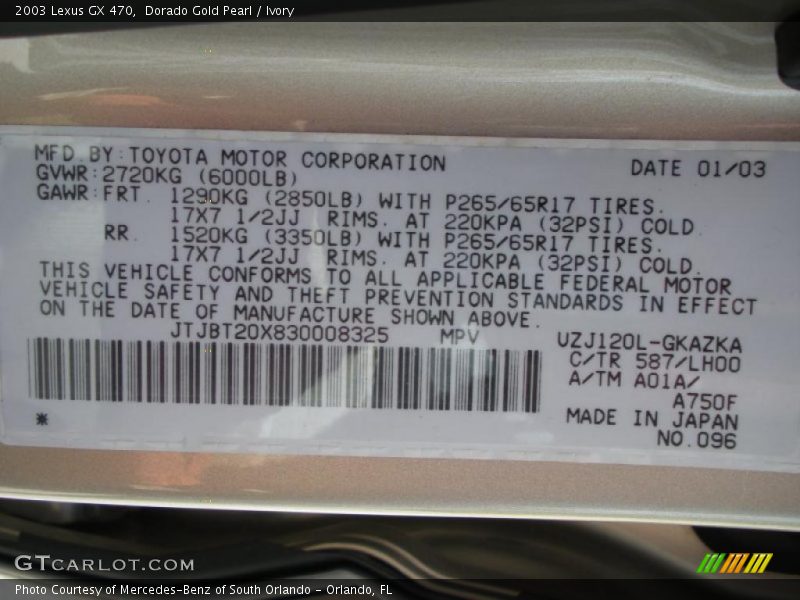 2003 Lexus GX 470, Dorado Gold Pearl / Ivory
MFD.BY:TOYOTA MOTOR CORPORATION DATE 01/03
GVWR:2720KG (6000LB)
GAWR:FRT. 1290KG (2850LB) WITH P265/65R17 TIRES.
17X7 1/2JJ RIMS. AT 220KPA (32PSI) COLD.
RR. 1520KG (3350LB) WITH P265/65R17 TIRES.
17X7 1/2JJ RIMS. AT 220KPA (32PSI) COLD.
THIS VEHICLE CONFORMS TO ALL APPLICABLE FEDERAL MOTOR
VEHICLE SAFETY AND THEFT PREVENTION STANDARDS IN EFFECT
ON THE DATE OF MANUFACTURE SHOWN ABOVE.
JTJBT20X830008325 MPV UZJ120L-GKAZKA
C/TR 587/LH00
A/TM A01A/
A750F
MADE IN JAPAN
* NO.096
GTCARLOT.COM
Photo Courtesy of Mercedes-Benz of South Orlando - Orlando, FL